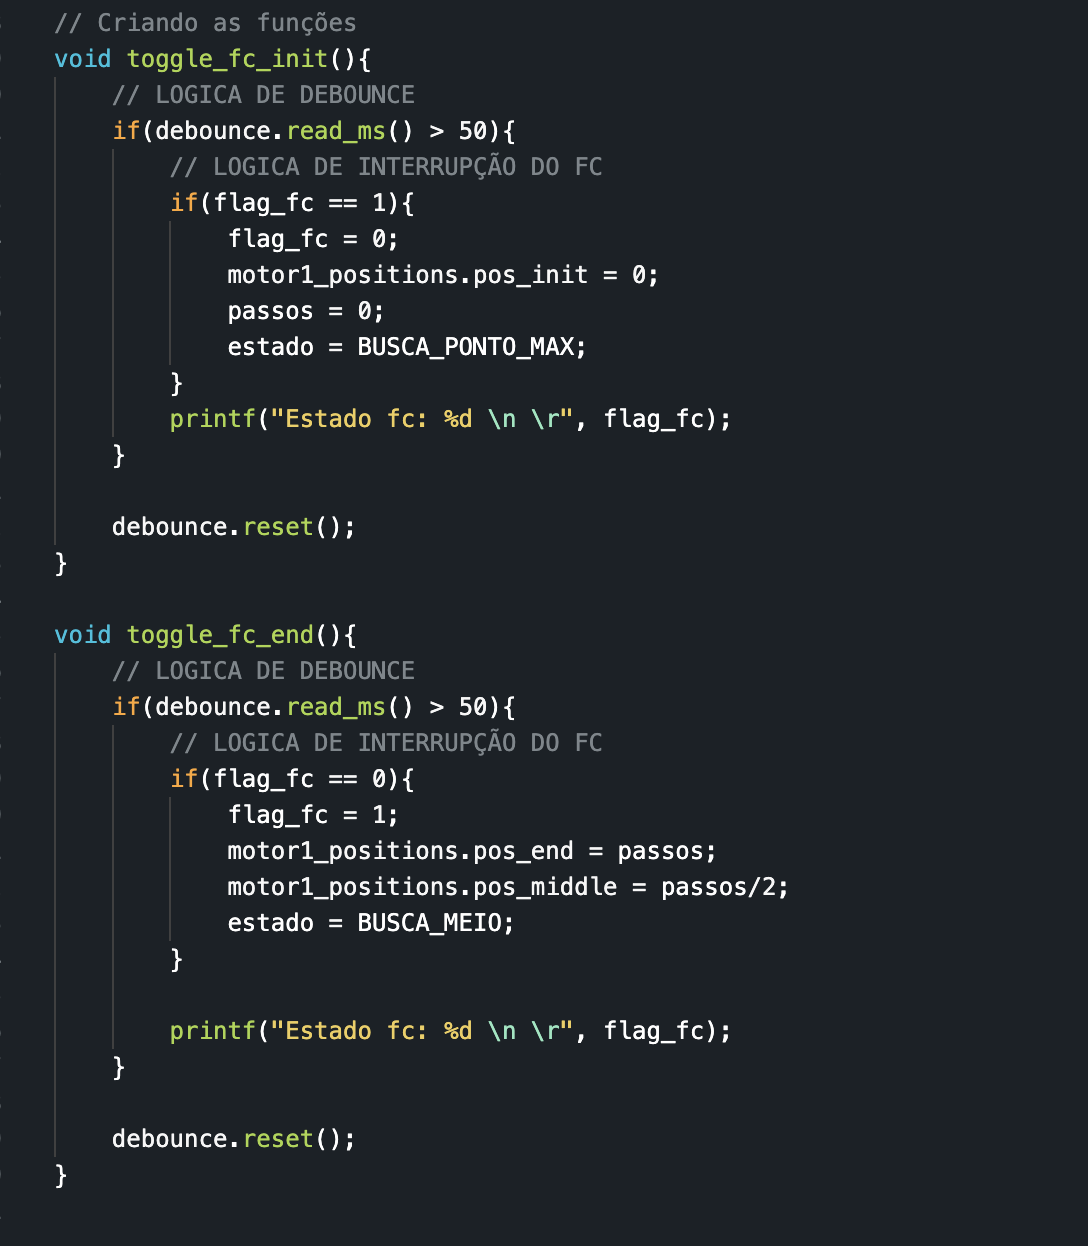 // Criando as funções
void toggle_fc_init(){
// LOGICA DE DEBOUNCE
if(debounce.read_ms() > 50){
// LOGICA DE INTERRUPÇÃO DO FC
if(flag_fc == 1){
flag_fc = 0;
motor1_positions.pos_init = 0;
passos = 0;
estado = BUSCA_PONTO_MAX;
}
printf("Estado fc: %d \n \r", flag_fc);
}
debounce.reset();
}
void toggle_fc_end(){
// LOGICA DE DEBOUNCE
if(debounce.read_ms() > 50){
// LOGICA DE INTERRUPÇÃO DO FC
if(flag_fc == 0){
flag_fc = 1;
motor1_positions.pos_end = passos;
motor1_positions.pos_middle = passos/2;
estado = BUSCA_MEIO;
}
printf("Estado fc: %d \n \r", flag_fc);
}
debounce.reset();
}